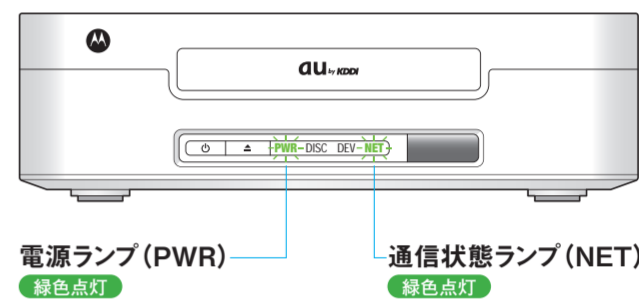 au by KDDI
PWR DISC DEV NET
電源ランプ（PWR）
緑色点灯
通信状態ランプ（NET）
緑色点灯